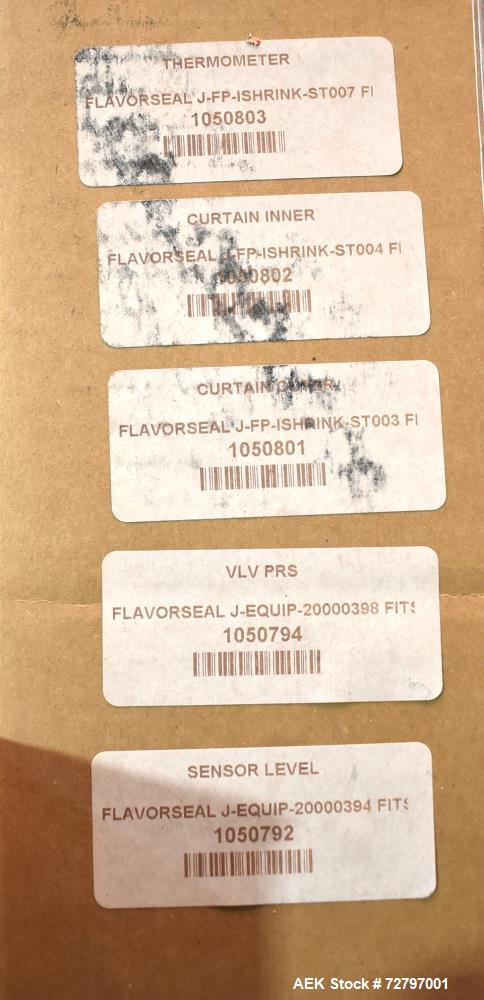 THERMOMETER
FLAVORSEAL J-FP-ISHRINK-ST007 FI
1050803
CURTAIN INNER
FLAVORSEAL J-FP-ISHRINK-ST004 FI
1050802
CURTAIN
FLAVORSEAL J-FP-ISHRINK-ST003 FI
1050801
VLV PRS
FLAVORSEAL J-EQUIP-20000398 FITS
1050794
SENSOR LEVEL
FLAVORSEAL J-EQUIP-20000394 FITS
1050792
AEK Stock # 72797001